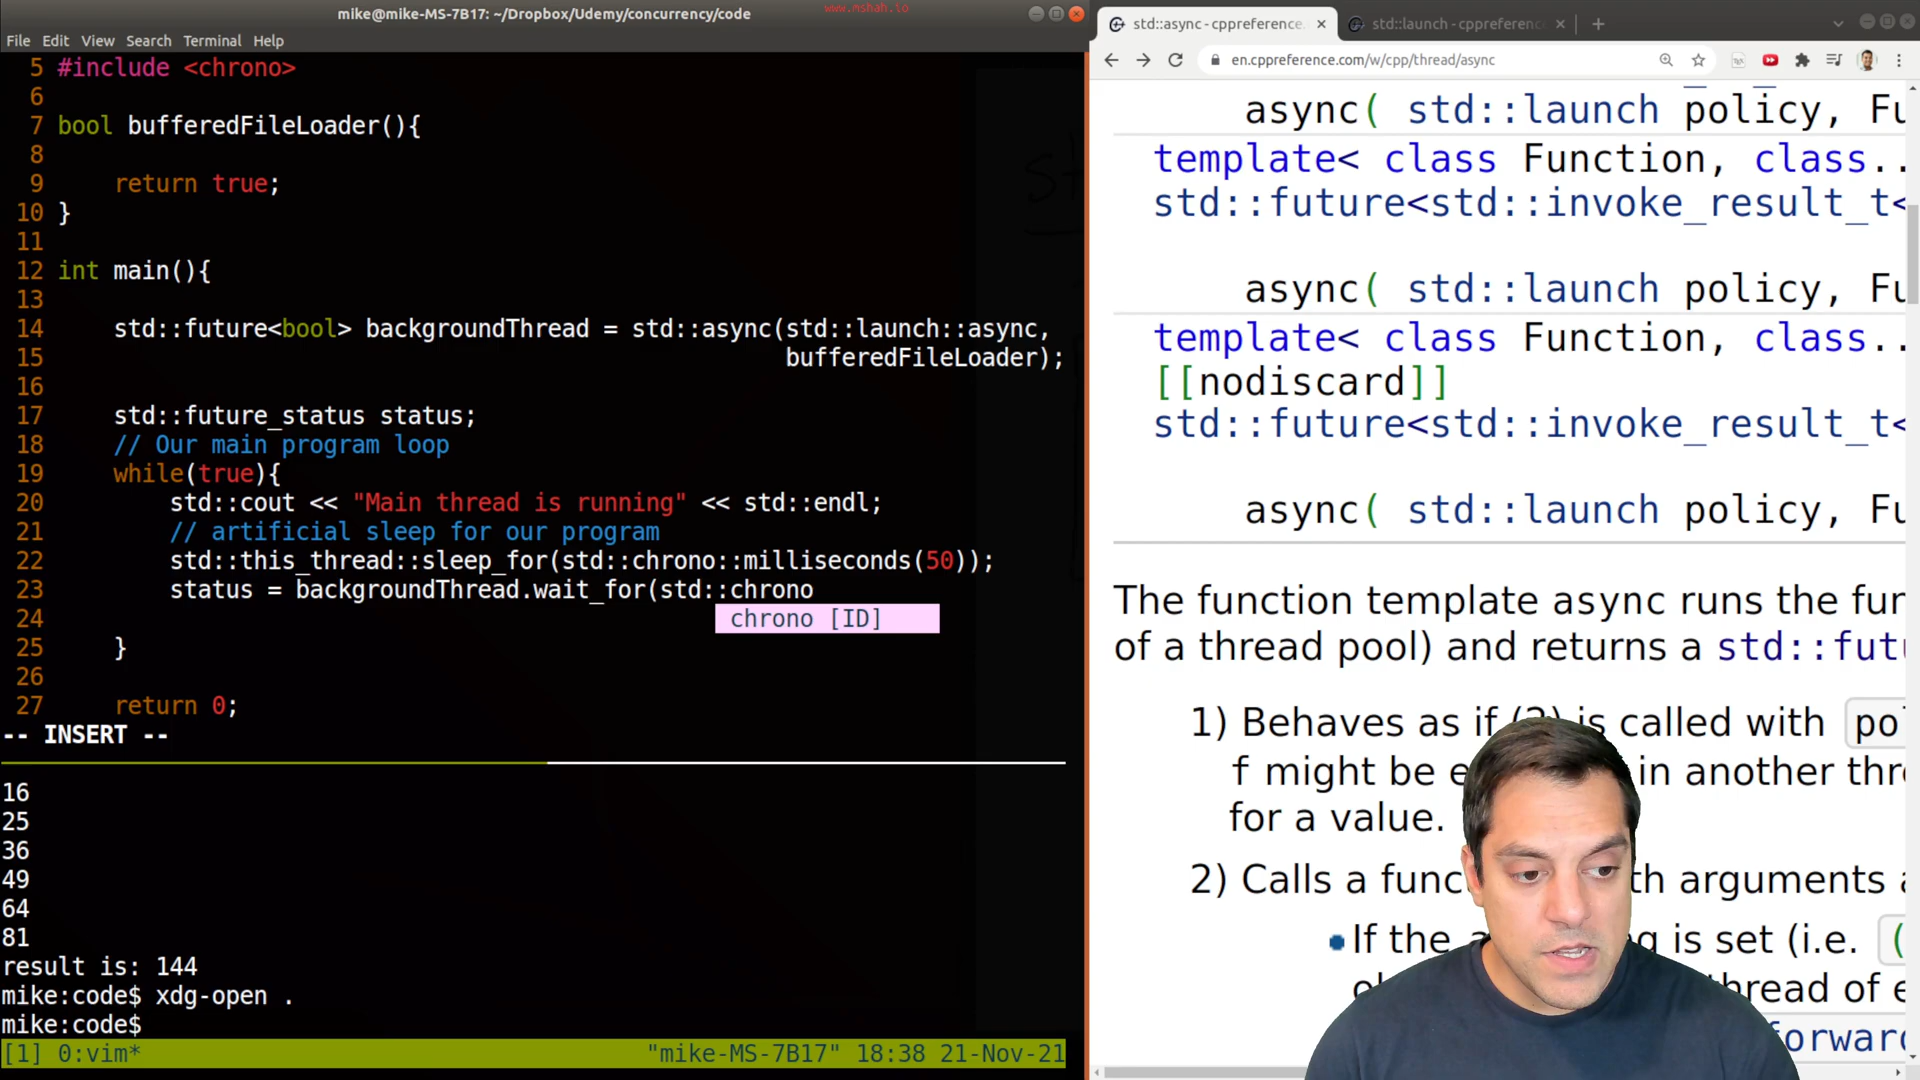 mike@mike-MS-7B17: ~/Dropbox/Udemy/concurrency/code
www.mshah.io
File Edit View Search Terminal Help
5 #include <chrono>
6
7 bool bufferedFileLoader(){
8
9     return true;
10 }
11
12 int main(){
13
14     std::future<bool> backgroundThread = std::async(std::launch::async,
15                                                     bufferedFileLoader);
16
17     std::future_status status;
18     // Our main program loop
19     while(true){
20         std::cout << "Main thread is running" << std::endl;
21         // artificial sleep for our program
22         std::this_thread::sleep_for(std::chrono::milliseconds(50));
23         status = backgroundThread.wait_for(std::chrono
24 chrono [ID]
25     }
26
27     return 0;
-- INSERT --
16
25
36
49
64
81
result is: 144
mike:code$ xdg-open .
mike:code$
[1] 0:vim* "mike-MS-7B17" 18:38 21-Nov-21
std::async - cppreference. std::launch - cppreference
en.cppreference.com/w/cpp/thread/async
async( std::launch policy, Fu
template< class Function, class..
std::future<std::invoke_result_t<
async( std::launch policy, Fu
template< class Function, class..
[[nodiscard]]
std::future<std::invoke_result_t<
async( std::launch policy, Fu
The function template async runs the fun
of a thread pool) and returns a std::futu
1) Behaves as if (2) is called with pol
f might be in another thre
for a value.
2) Calls a func th arguments a
If the g is set (i.e. (
thread of e
forward